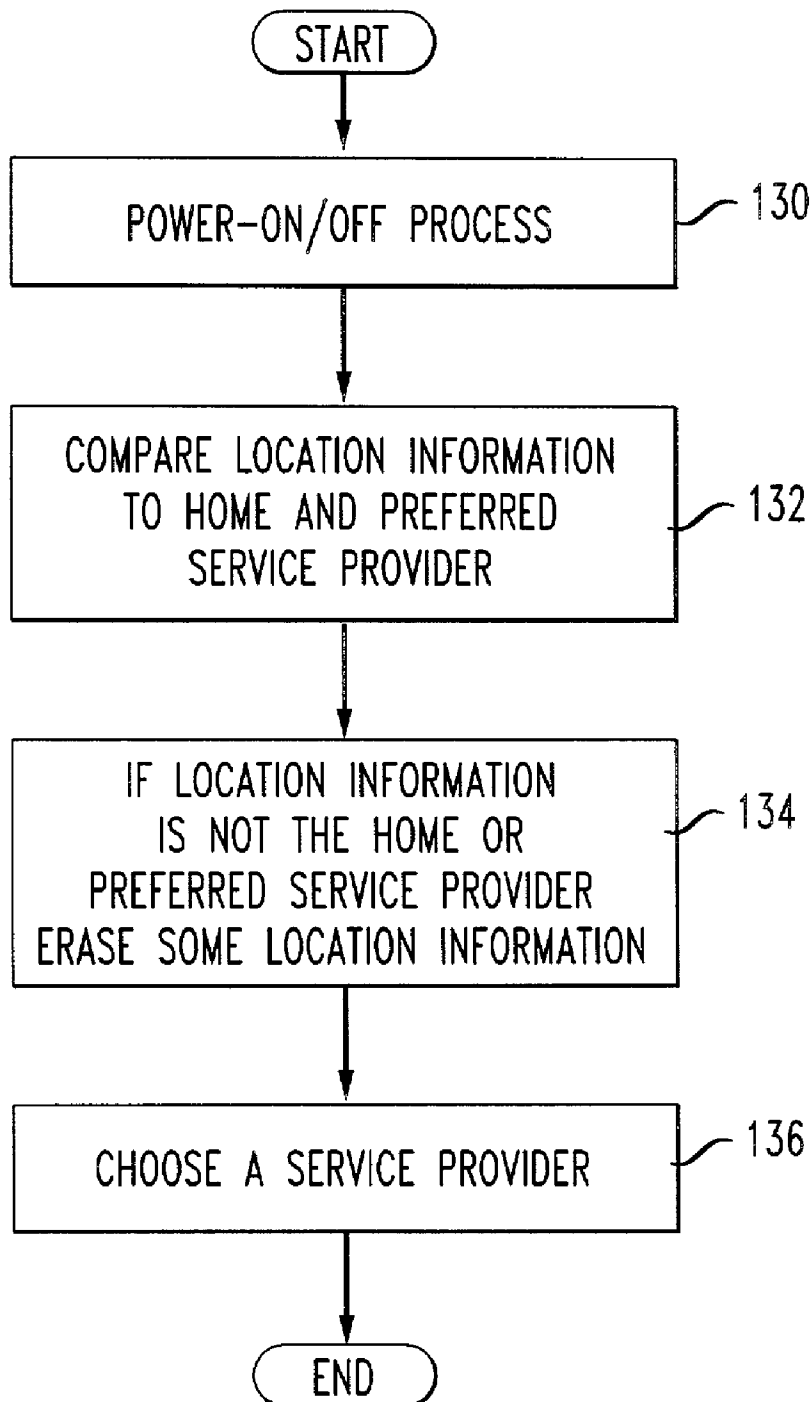 START
POWER-ON/OFF PROCESS
130
COMPARE LOCATION INFORMATION
TO HOME AND PREFERRED
SERVICE PROVIDER
132
IF LOCATION INFORMATION
IS NOT THE HOME OR
PREFERRED SERVICE PROVIDER
ERASE SOME LOCATION INFORMATION
134
CHOOSE A SERVICE PROVIDER
136
END